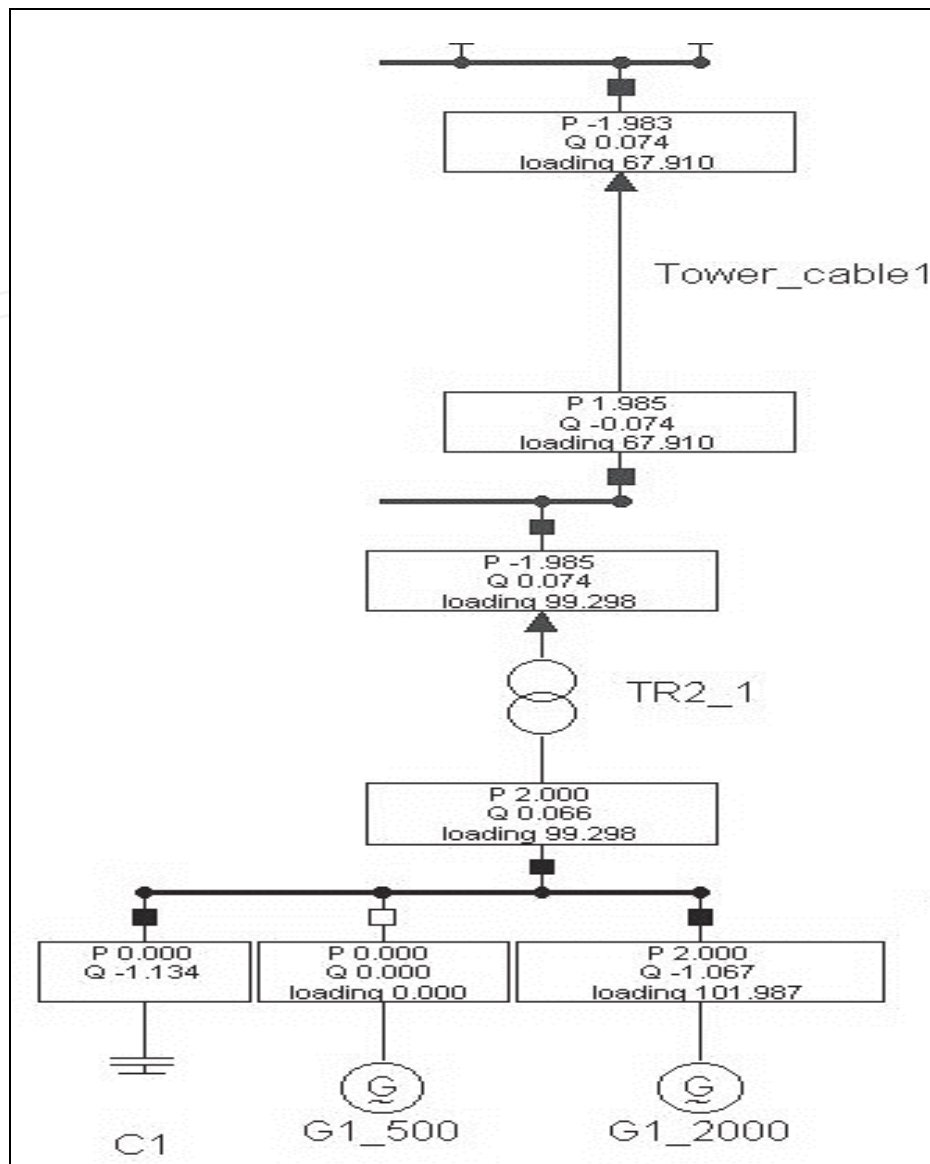 P -1.983
Q 0.074
loading 67.910
Tower_cable1
P 1.985
Q -0.074
loading 67.910
P -1.985
Q 0.074
loading 99.298
TR2_1
P 2.000
Q 0.066
loading 99.298
P 0.000
Q -1.134
P 0.000
Q 0.000
loading 0.000
P 2.000
Q -1.067
loading 101.987
G
G
C1
G1_500
G1_2000